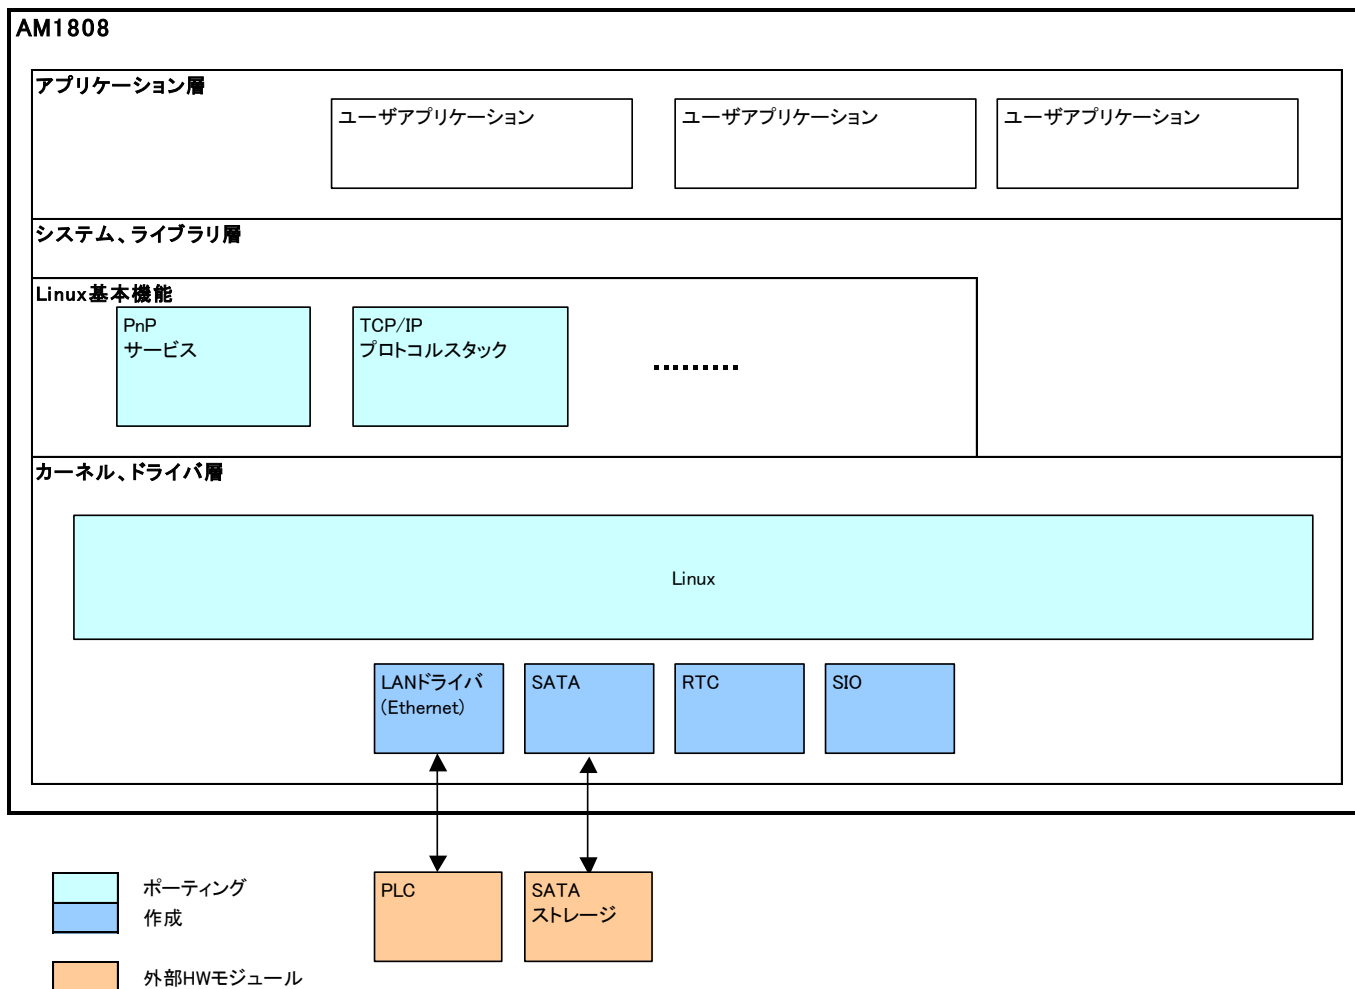 AM1808
アプリケーション層
ユーザアプリケーション
ユーザアプリケーション
ユーザアプリケーション
システム、ライブラリ層
Linux基本機能
PnP
サービス
TCP/IP
プロトコルスタック
.........
カーネル、ドライバ層
Linux
LANドライバ
(Ethernet)
SATA
RTC
SIO
PLC
SATA
ストレージ
ポーティング
作成
外部HWモジュール